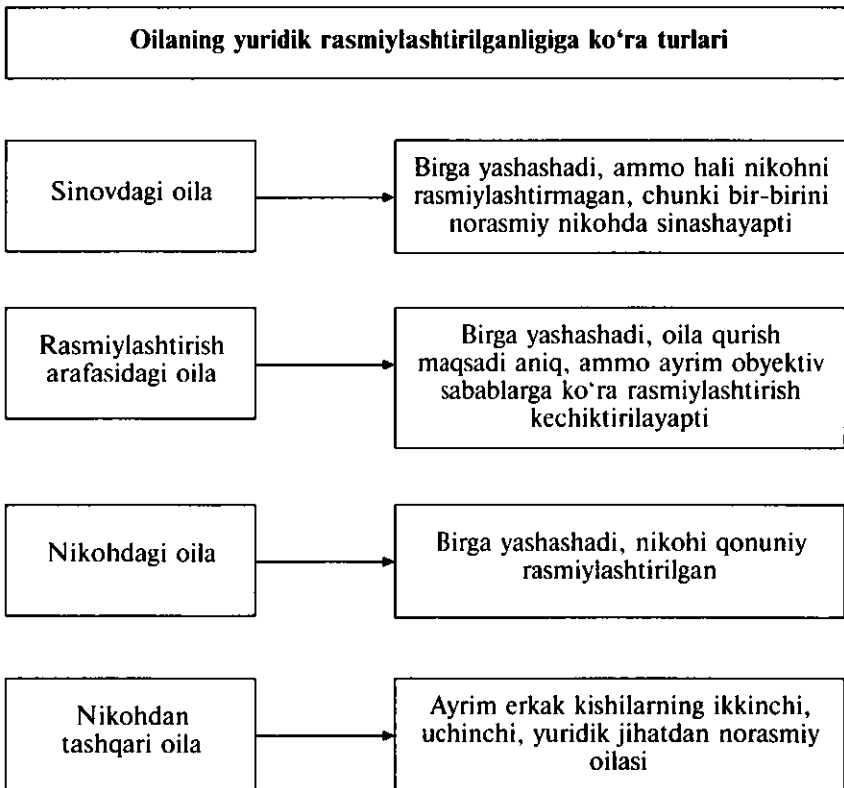 Oilaning yuridik rasmiylashtirilganligiga ko‘ra turlari
Sinovdagi oila
Birga yashashadi, ammo hali nikohni
rasmiylashtirmagan, chunki bir-birini
norasmiy nikohda sinashayapti
Rasmiylashtirish
arafasidagi oila
Birga yashashadi, oila qurish
maqsadi aniq, ammo ayrim obyektiv
sabablarga ko‘ra rasmiylashtirish
kechiktirilayapti
Nikohdagi oila
Birga yashashadi, nikohi qonuniy
rasmiylashtirilgan
Nikohdan
tashqari oila
Ayrim erkak kishilarning ikkinchi,
uchinchi, yuridik jihatdan norasmiy
oilasi